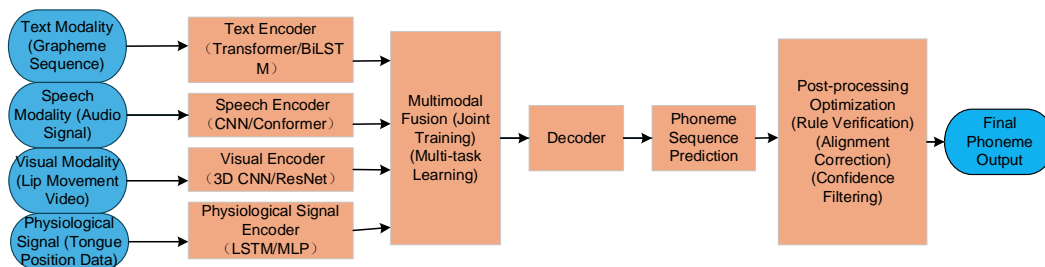 Text Modality
(Grapheme
Sequence)
Text Encoder
（Transformer/BiLST
M）
Speech
Modality (Audio
Signal)
Speech Encoder
(CNN/Conformer）
Visual Modality
(Lip Movement
Video)
Visual Encoder
(3D CNN/ResNet）
Physiological
Signal (Tongue
Position Data)
Physiological Signal
Encoder
（LSTM/MLP）
Multimodal
Fusion (Joint
Training)
(Multi-task
Learning)
Decoder
Phoneme
Sequence
Prediction
Post-processing
Optimization
(Rule Verification)
(Alignment
Correction)
(Confidence
Filtering)
Final
Phoneme
Output